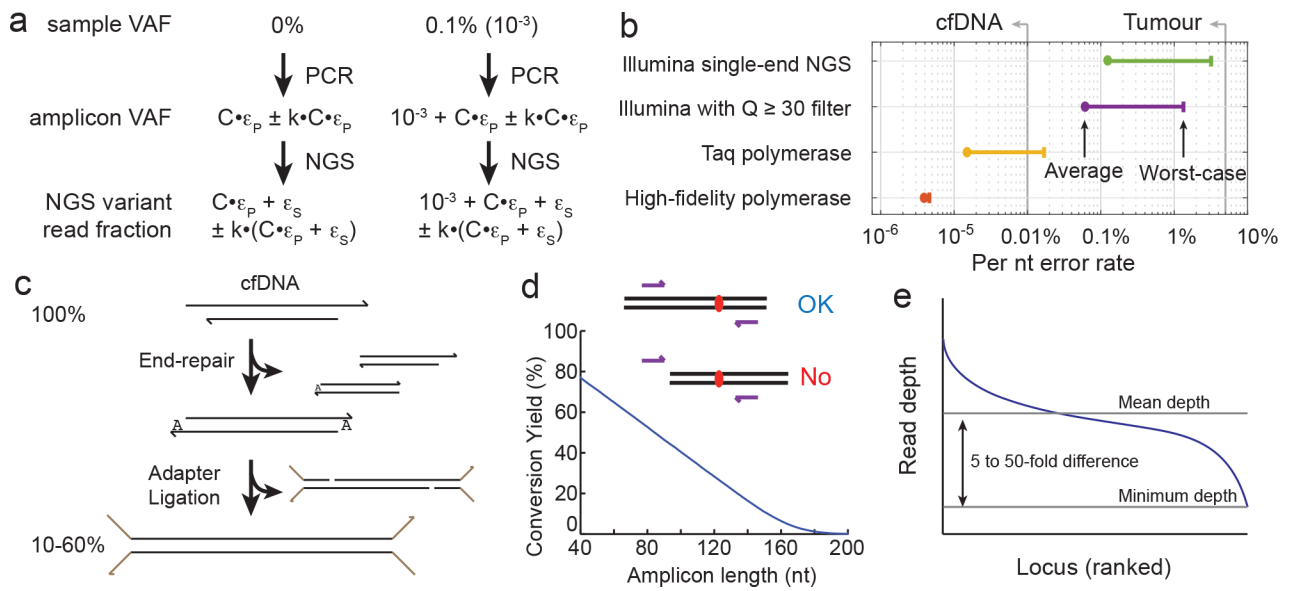 a
sample VAF
0%
0.1% (10⁻³)
PCR
PCR
amplicon VAF
C•εP ± k•C•εP
10⁻³ + C•εP ± k•C•εP
NGS
NGS
NGS variant
read fraction
C•εP + εS
± k•(C•εP + εS)
10⁻³ + C•εP + εS
± k•(C•εP + εS)
b
cfDNA
Tumour
Illumina single-end NGS
Illumina with Q ≥ 30 filter
Taq polymerase
High-fidelity polymerase
Average
Worst-case
10⁻⁶
10⁻⁵
0.01%
0.1%
1%
10%
Per nt error rate
c
cfDNA
100%
End-repair
A
A
A
Adapter
Ligation
10-60%
d
OK
No
Conversion Yield (%)
100
80
60
40
20
0
40
80
120
160
200
Amplicon length (nt)
e
Read depth
Mean depth
5 to 50-fold difference
Minimum depth
Locus (ranked)